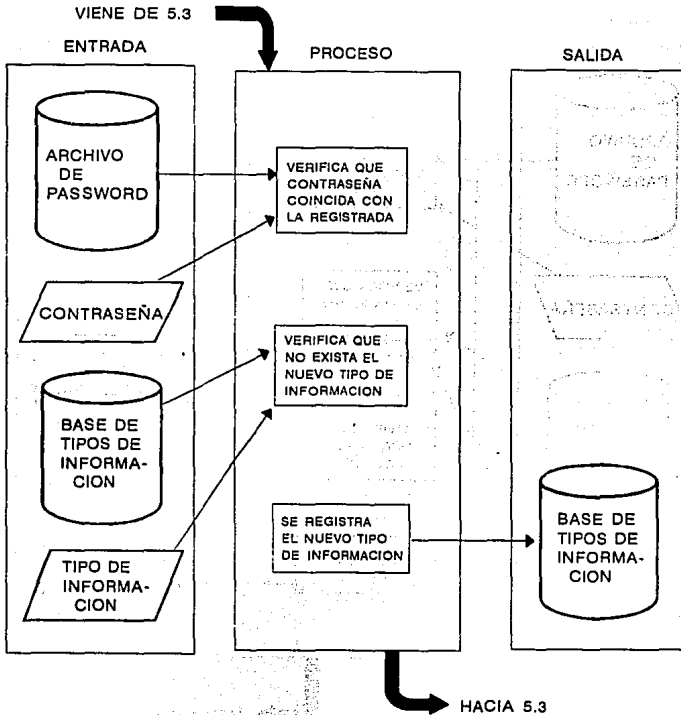 VIENE DE 5.3
ENTRADA
PROCESO
SALIDA
ARCHIVO
DE
PASSWORD
VERIFICA QUE
CONTRASEÑA
COINCIDA CON
LA REGISTRADA
CONTRASEÑA
VERIFICA QUE
NO EXISTA EL
NUEVO TIPO DE
INFORMACION
BASE DE
TIPOS DE
INFORMA-
CION
SE REGISTRA
EL NUEVO TIPO
DE INFORMACION
BASE DE
TIPOS DE
INFORMA-
CION
TIPO DE
INFORMA-
CION
HACIA 5.3